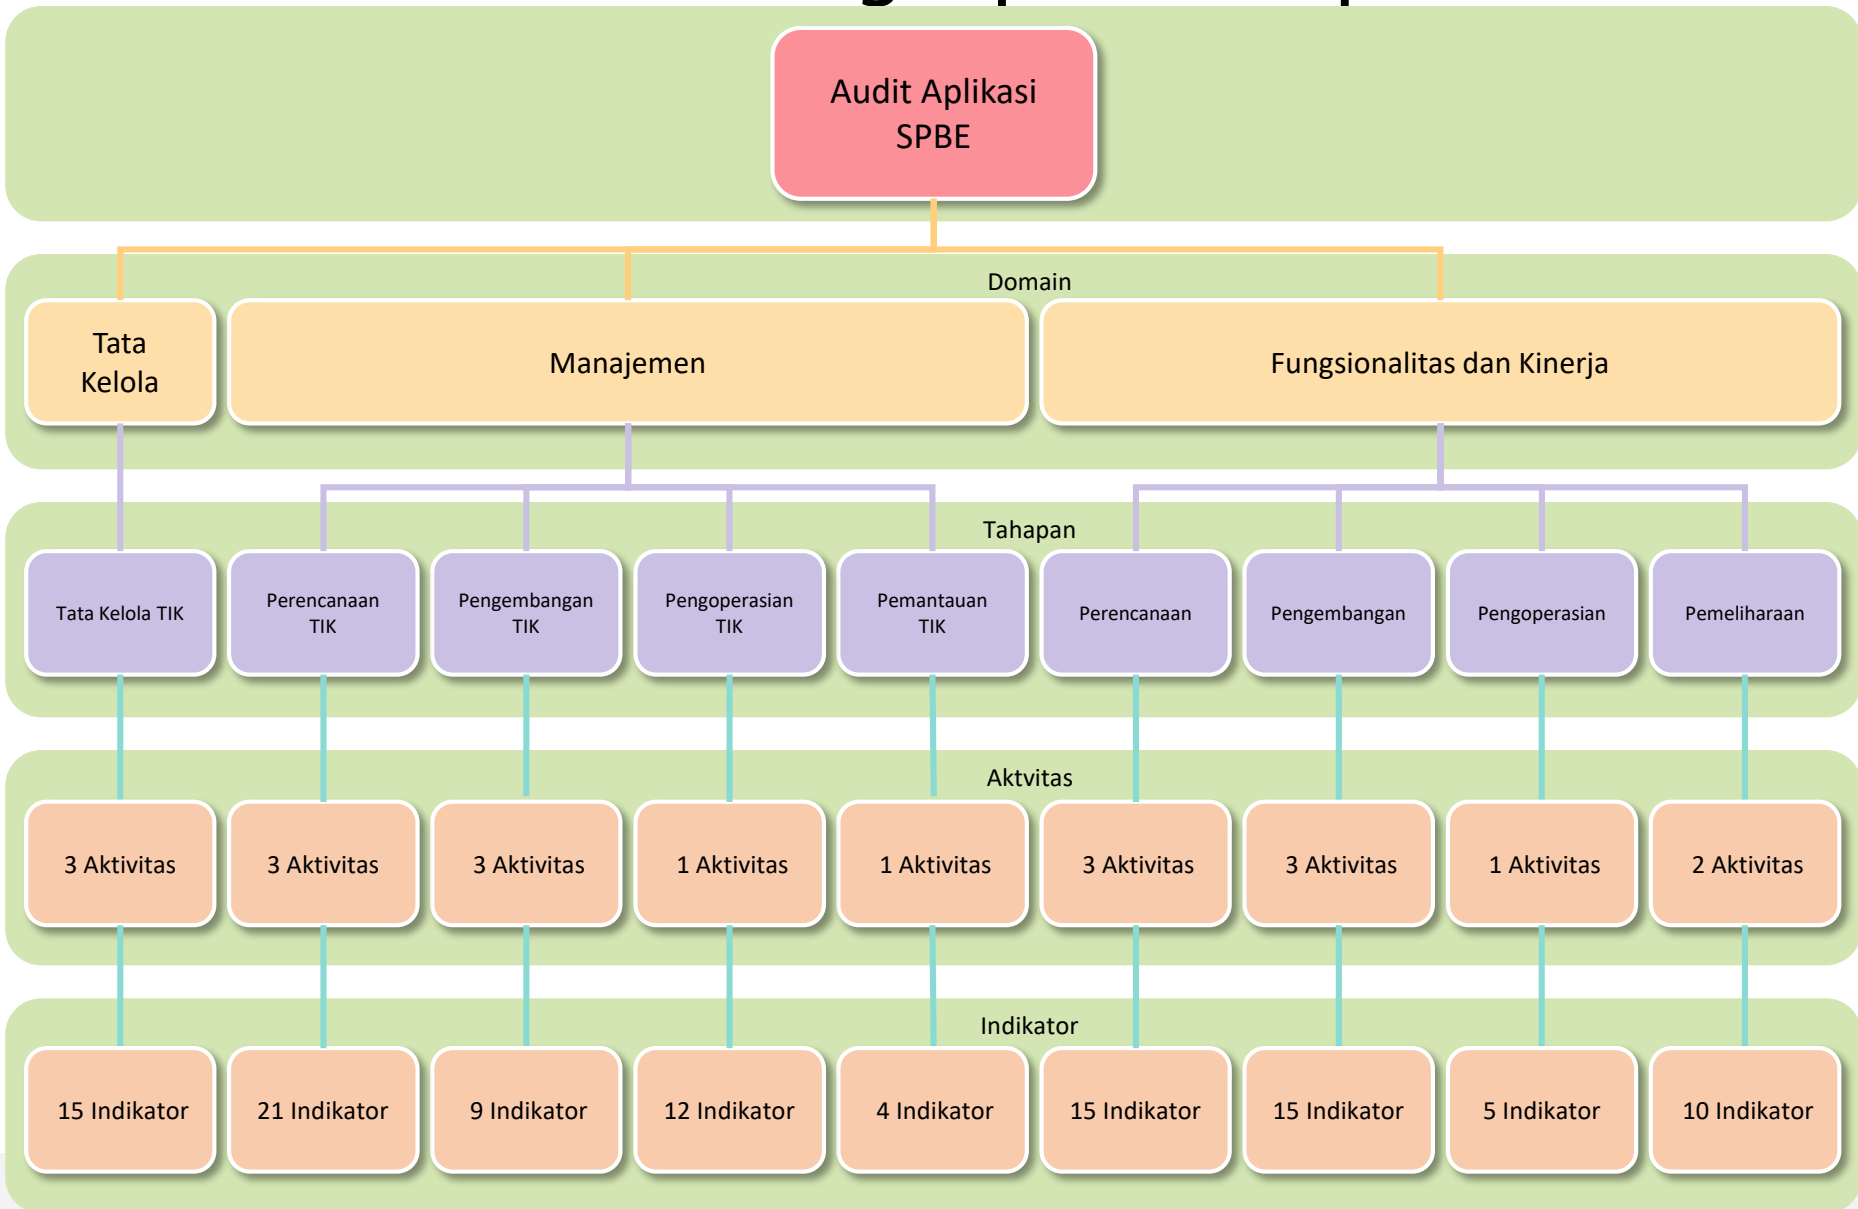 Audit Aplikasi
SPBE
Domain
Tata
Kelola
Manajemen
Fungsionalitas dan Kinerja
Tahapan
Tata Kelola TIK
Perencanaan
TIK
Pengembangan
TIK
Pengoperasian
TIK
Pemantauan
TIK
Perencanaan
Pengembangan
Pengoperasian
Pemeliharaan
Aktvitas
3 Aktivitas
3 Aktivitas
3 Aktivitas
1 Aktivitas
1 Aktivitas
3 Aktivitas
3 Aktivitas
1 Aktivitas
2 Aktivitas
Indikator
15 Indikator
21 Indikator
9 Indikator
12 Indikator
4 Indikator
15 Indikator
15 Indikator
5 Indikator
10 Indikator